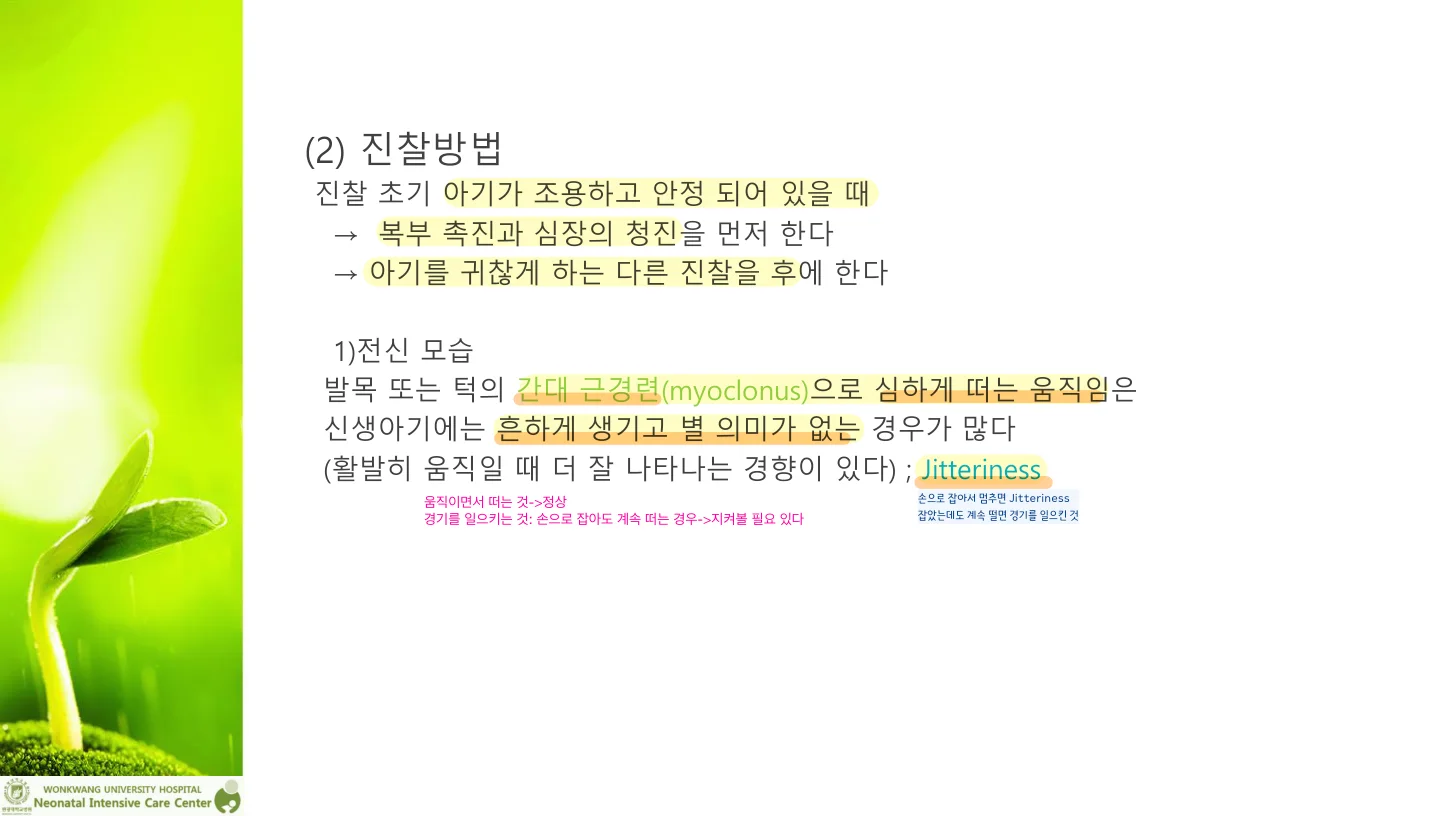 (2) 진찰방법
진찰 초기 아기가 조용하고 안정 되어 있을 때
→ 복부 촉진과 심장의 청진을 먼저 한다
→ 아기를 귀찮게 하는 다른 진찰을 후에 한다
1)전신 모습
발목 또는 턱의 간대 근경련(myoclonus)으로 심하게 떠는 움직임은
신생아기에는 흔하게 생기고 별 의미가 없는 경우가 많다
(활발히 움직일 때 더 잘 나타나는 경향이 있다) ; Jitteriness
움직이면서 떠는 것->정상
경기를 일으키는 것: 손으로 잡아도 계속 떠는 경우->지켜볼 필요 있다
손으로 잡아서 멈추면 Jitteriness
잡았는데도 계속 떨면 경기를 일으킨 것
WONKWANG UNIVERSITY HOSPITAL
Neonatal Intensive Care Center